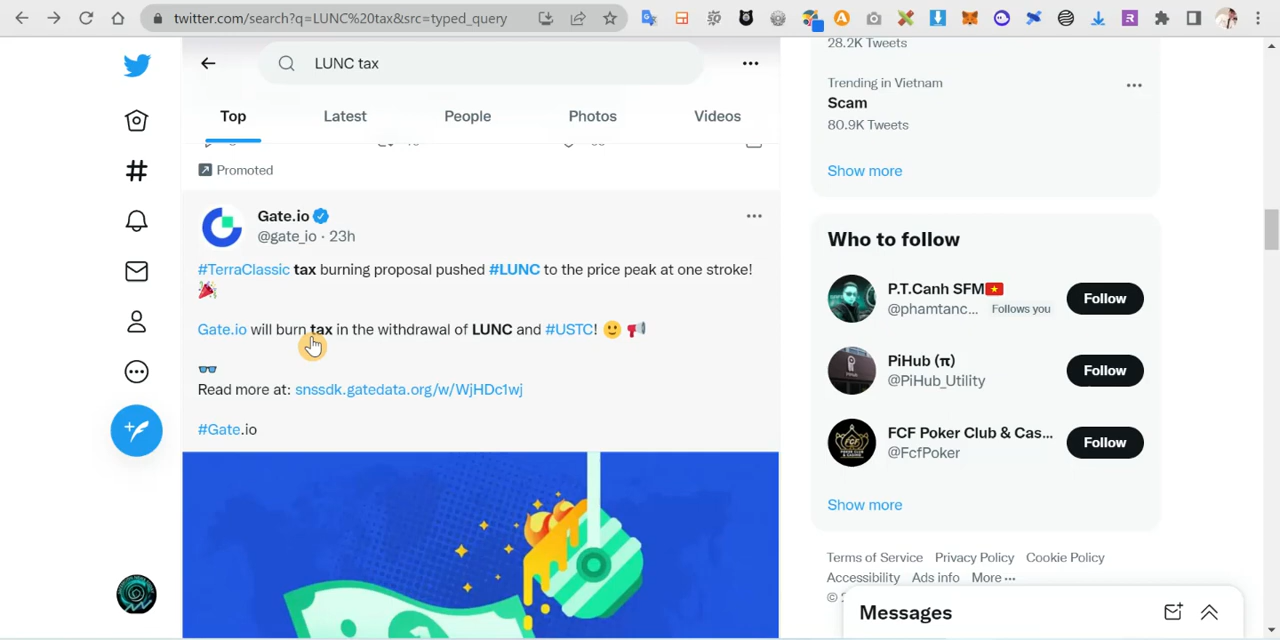 twitter.com/search?q=LUNC%20tax&src=typed_query
LUNC tax
Top
Latest
People
Photos
Videos
Promoted
Gate.io
@gate_io · 23h
#TerraClassic tax burning proposal pushed #LUNC to the price peak at one stroke!
Gate.io will burn tax in the withdrawal of LUNC and #USTC!
Read more at: snssdk.gatedata.org/w/WjHDc1wj
#Gate.io
28.2K Tweets
Trending in Vietnam
Scam
80.9K Tweets
Show more
Who to follow
P.T.Canh SFM
@phamtanc... Follows you
Follow
PiHub (π)
@PiHub_Utility
Follow
FCF Poker Club & Cas...
@FcfPoker
Follow
Show more
Terms of Service Privacy Policy Cookie Policy
Accessibility Ads info More ···
©
Messages